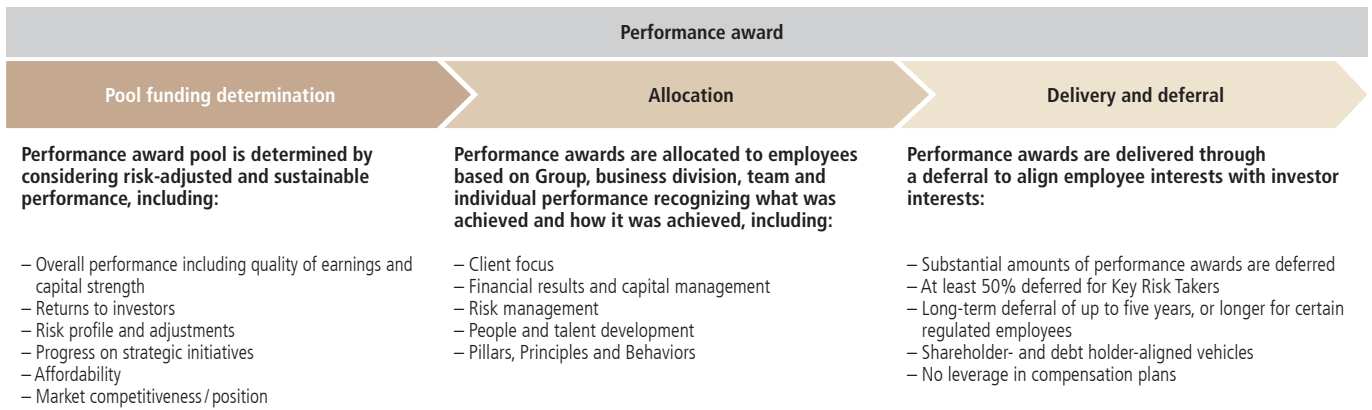 Performance award
Pool funding determination
Allocation
Delivery and deferral
Performance award pool is determined by
considering risk-adjusted and sustainable
performance, including:
– Overall performance including quality of earnings and
capital strength
– Returns to investors
– Risk profile and adjustments
– Progress on strategic initiatives
– Affordability
– Market competitiveness / position
Performance awards are allocated to employees
based on Group, business division, team and
individual performance recognizing what was
achieved and how it was achieved, including:
– Client focus
– Financial results and capital management
– Risk management
– People and talent development
– Pillars, Principles and Behaviors
Performance awards are delivered through
a deferral to align employee interests with investor
interests:
– Substantial amounts of performance awards are deferred
– At least 50% deferred for Key Risk Takers
– Long-term deferral of up to five years, or longer for certain
regulated employees
– Shareholder- and debt holder-aligned vehicles
– No leverage in compensation plans